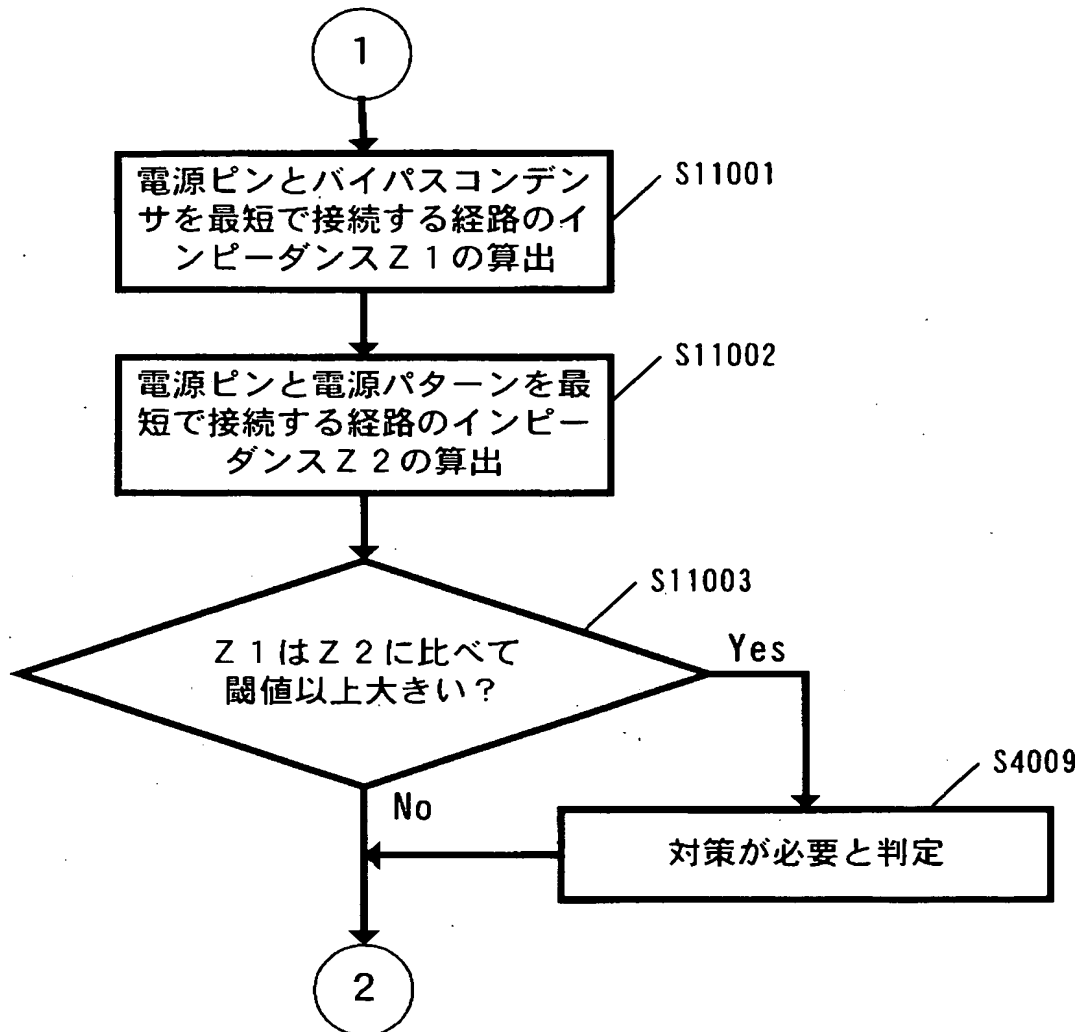 1
電源ピンとバイパスコンデン
サを最短で接続する経路のイ
ンピーダンスZ1の算出
S11001
電源ピンと電源パターンを最
短で接続する経路のインピー
ダンスZ2の算出
S11002
Z1はZ2に比べて
閾値以上大きい?
S11003
Yes
No
対策が必要と判定
S4009
2